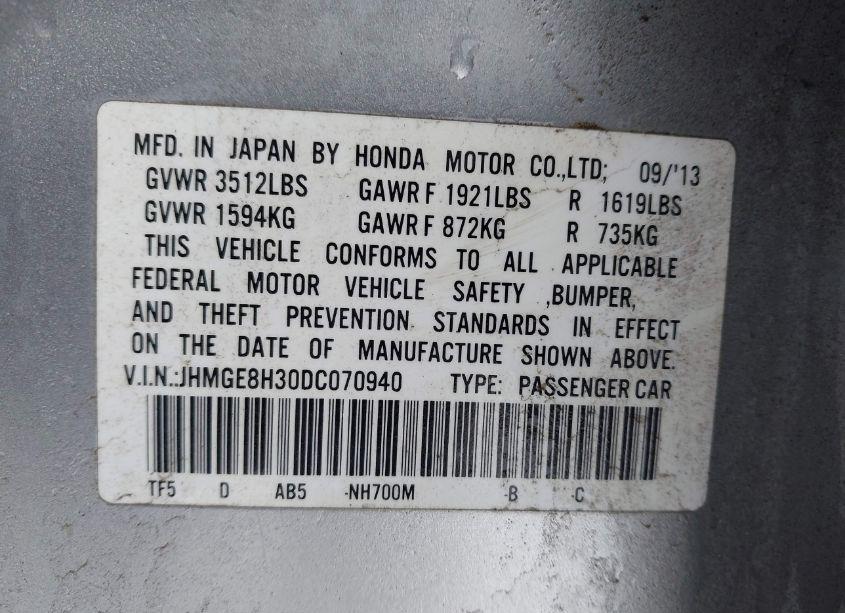 MFD. IN JAPAN BY HONDA MOTOR CO.,LTD; 09/'13
GVWR 3512LBS GAWR F 1921LBS R 1619LBS
GVWR 1594KG GAWR F 872KG R 735KG
THIS VEHICLE CONFORMS TO ALL APPLICABLE
FEDERAL MOTOR VEHICLE SAFETY ,BUMPER,
AND THEFT PREVENTION STANDARDS IN EFFECT
ON THE DATE OF MANUFACTURE SHOWN ABOVE.
V.I.N.:JHMGE8H30DC070940 TYPE: PASSENGER CAR
TF5 D AB5 -NH700M -B -C